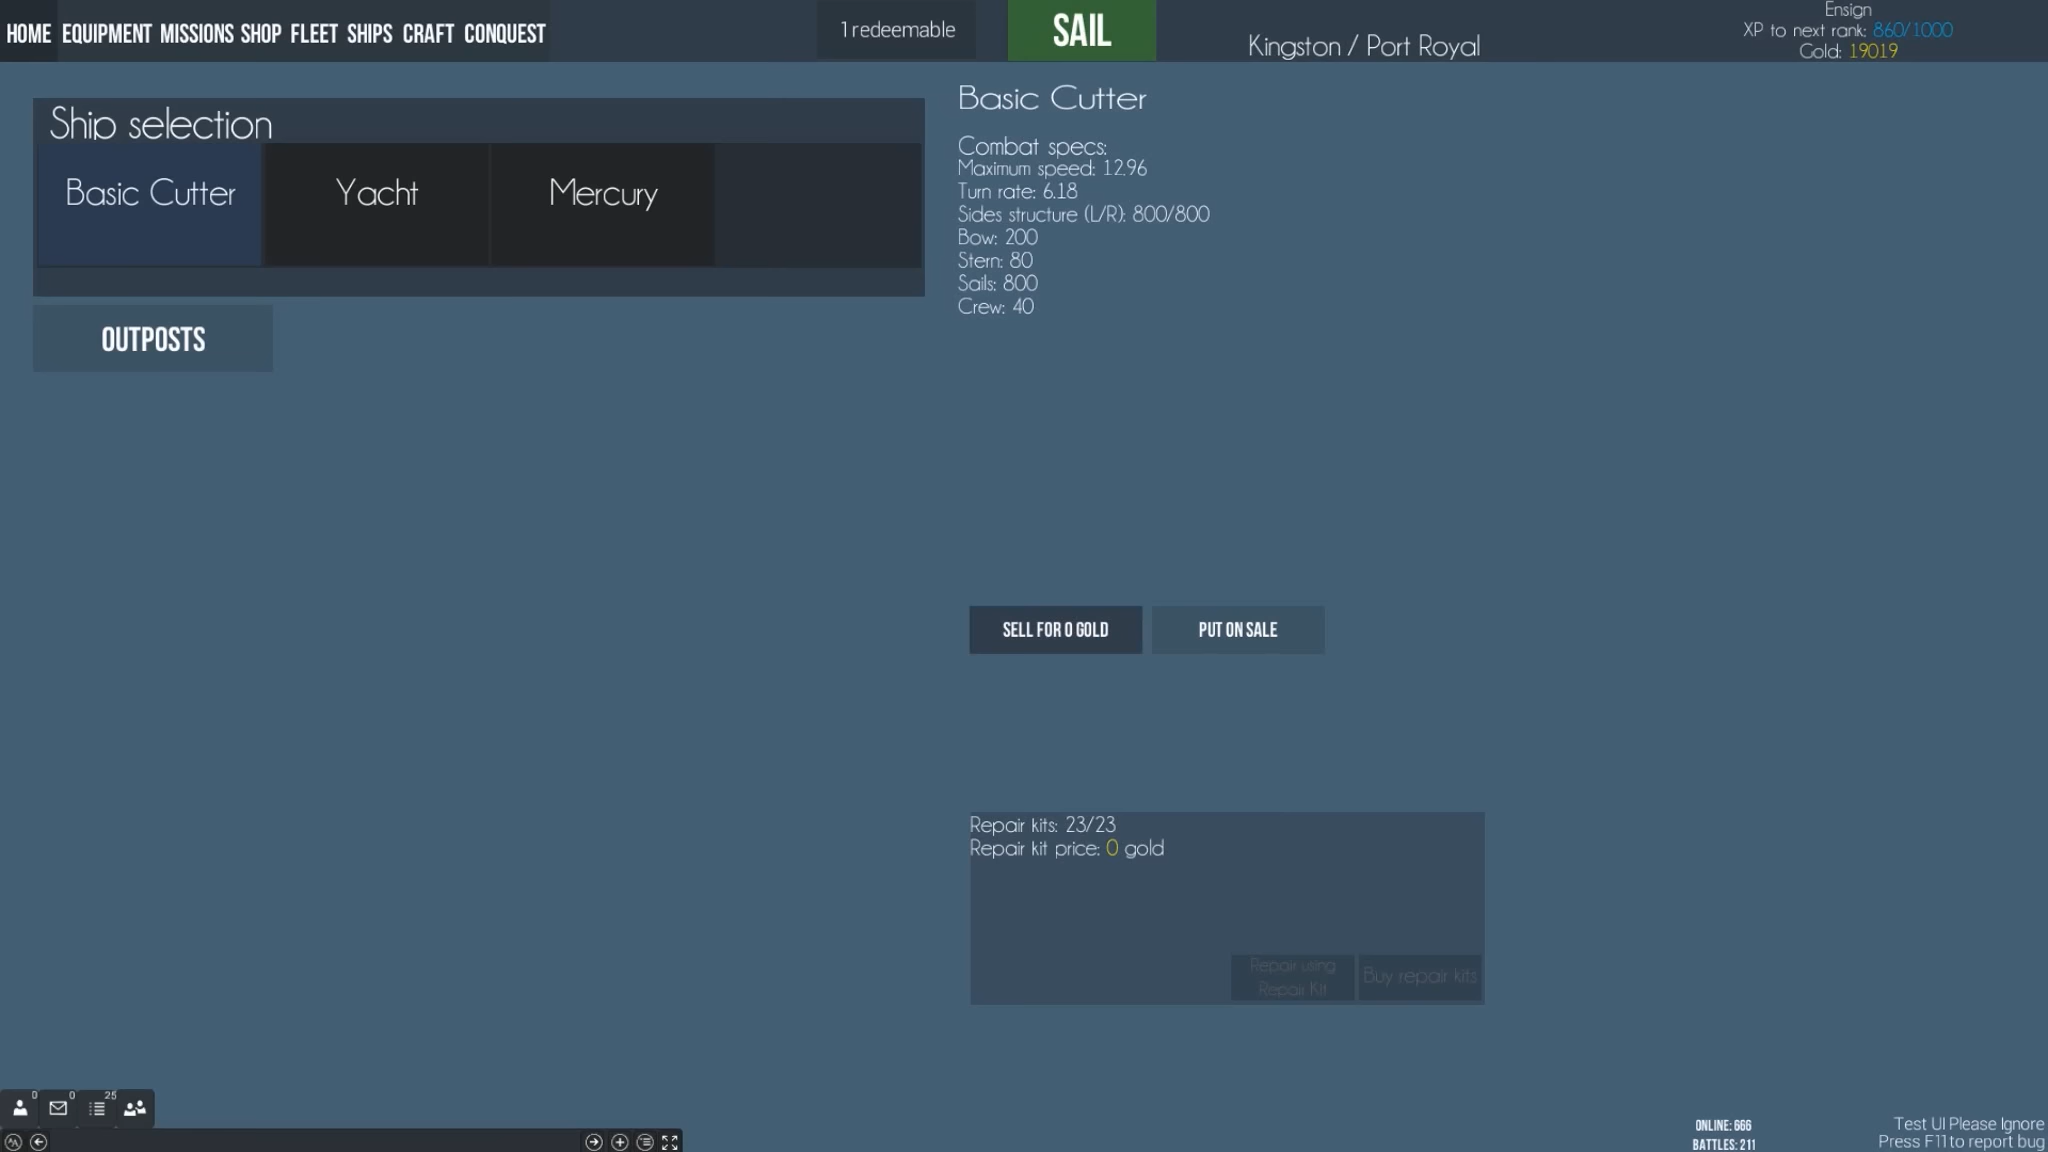 HOME EQUIPMENT MISSIONS SHOP FLEET SHIPS CRAFT CONQUEST
1 redeemable
SAIL
Kingston / Port Royal
Ensign
XP to next rank: 860/1000
Gold: 19019
Ship selection
Basic Cutter
Yacht
Mercury
OUTPOSTS
Basic Cutter
Combat specs:
Maximum speed: 12.96
Turn rate: 6.18
Sides structure (L/R): 800/800
Bow: 200
Stern: 80
Sails: 800
Crew: 40
SELL FOR 0 GOLD
PUT ON SALE
Repair kits: 23/23
Repair kit price: 0 gold
Repair using
Repair Kit
Buy repair kits
0
0
25
ONLINE: 666
BATTLES: 211
Test UI Please Ignore
Press F11 to report bug